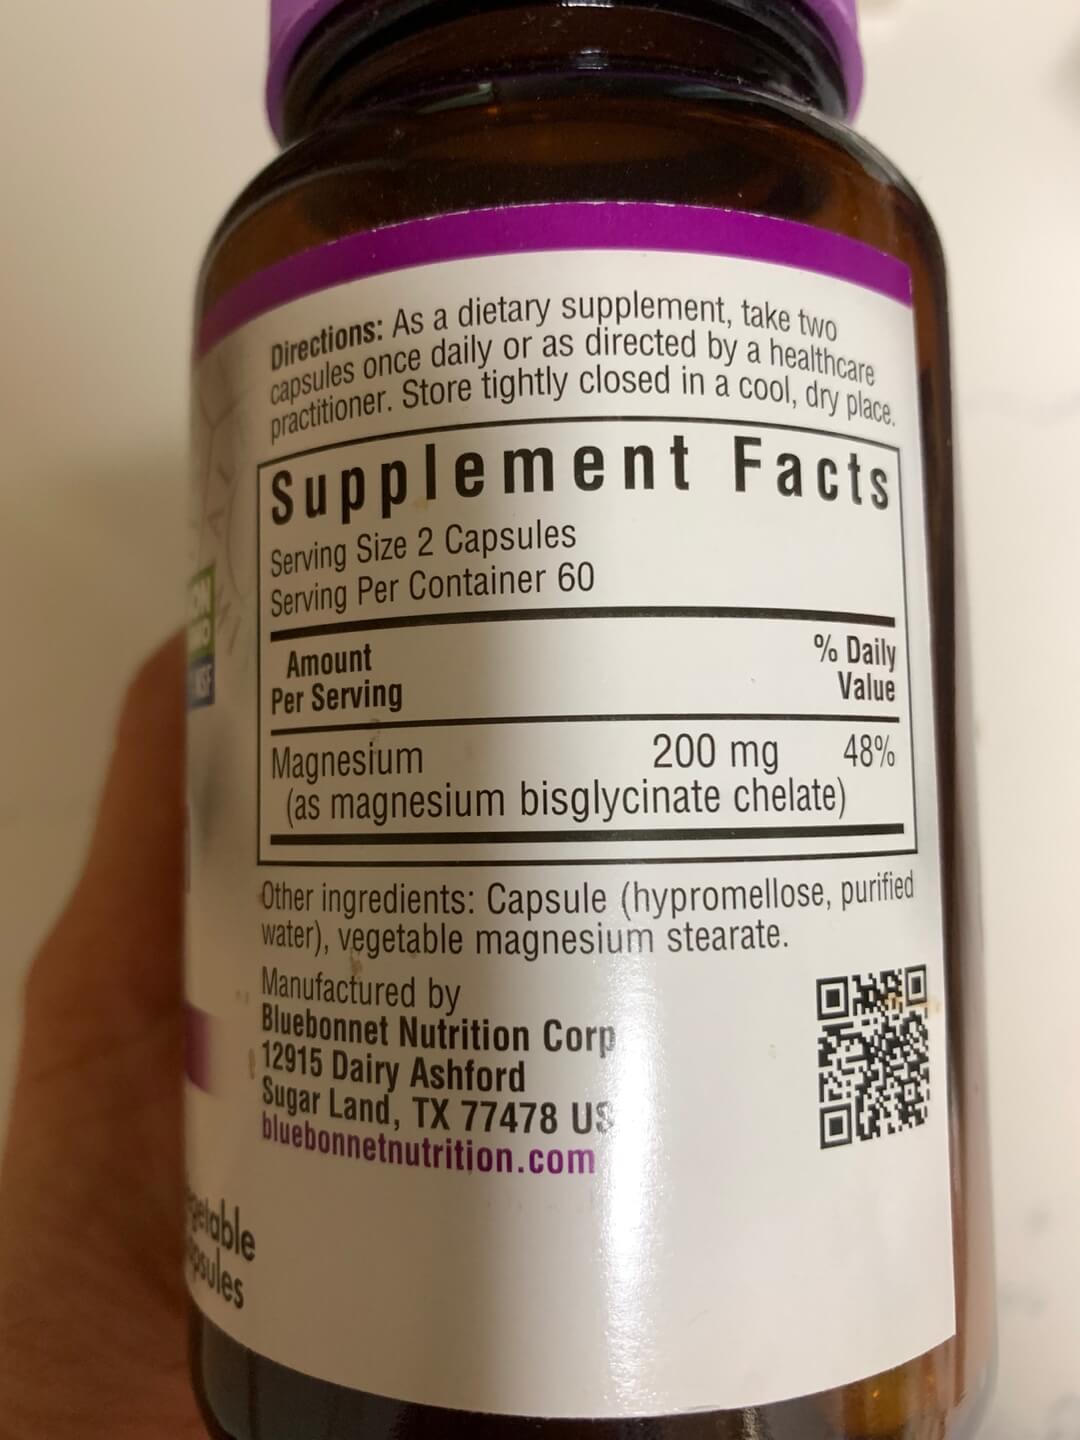 Directions: As a dietary supplement, take two
capsules once daily or as directed by a healthcare
practitioner. Store tightly closed in a cool, dry place.
Supplement Facts
Serving Size 2 Capsules
Serving Per Container 60
Amount Per Serving
% Daily Value
Magnesium 200 mg 48%
(as magnesium bisglycinate chelate)
Other ingredients: Capsule (hypromellose, purified
water), vegetable magnesium stearate.
Manufactured by
Bluebonnet Nutrition Corp
12915 Dairy Ashford
Sugar Land, TX 77478 US
bluebonnetnutrition.com